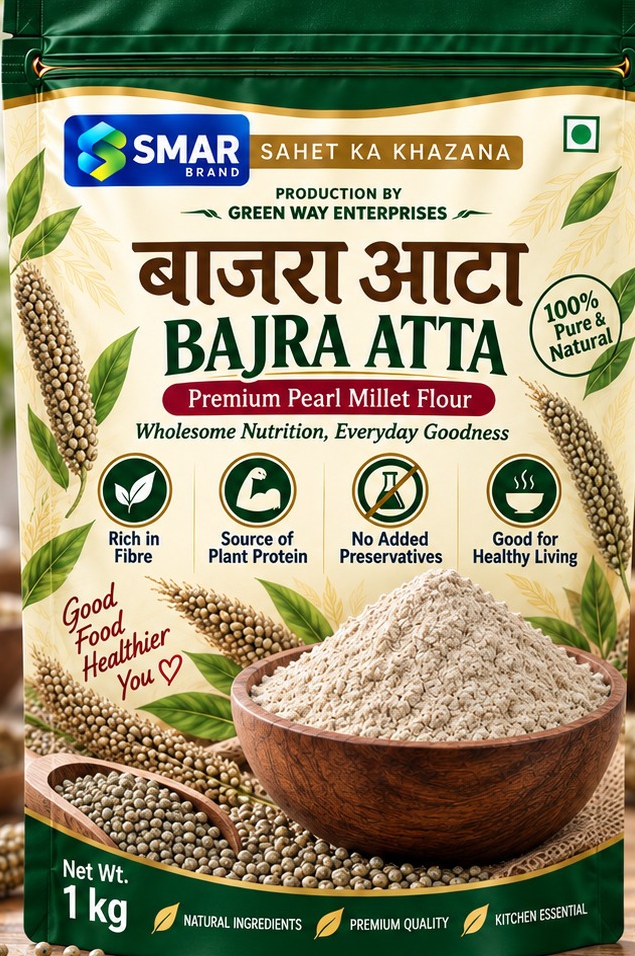 SMAR
BRAND
SAHET KA KHAZANA
PRODUCTION BY
GREEN WAY ENTERPRISES
बाजरा आटा
BAJRA ATTA
100%
Pure &
Natural
Premium Pearl Millet Flour
Wholesome Nutrition, Everyday Goodness
Rich in
Fibre
Source of
Plant Protein
No Added
Preservatives
Good for
Healthy Living
Good
Food
Healthier
You
Net Wt.
1 kg
NATURAL INGREDIENTS
PREMIUM QUALITY
KITCHEN ESSENTIAL